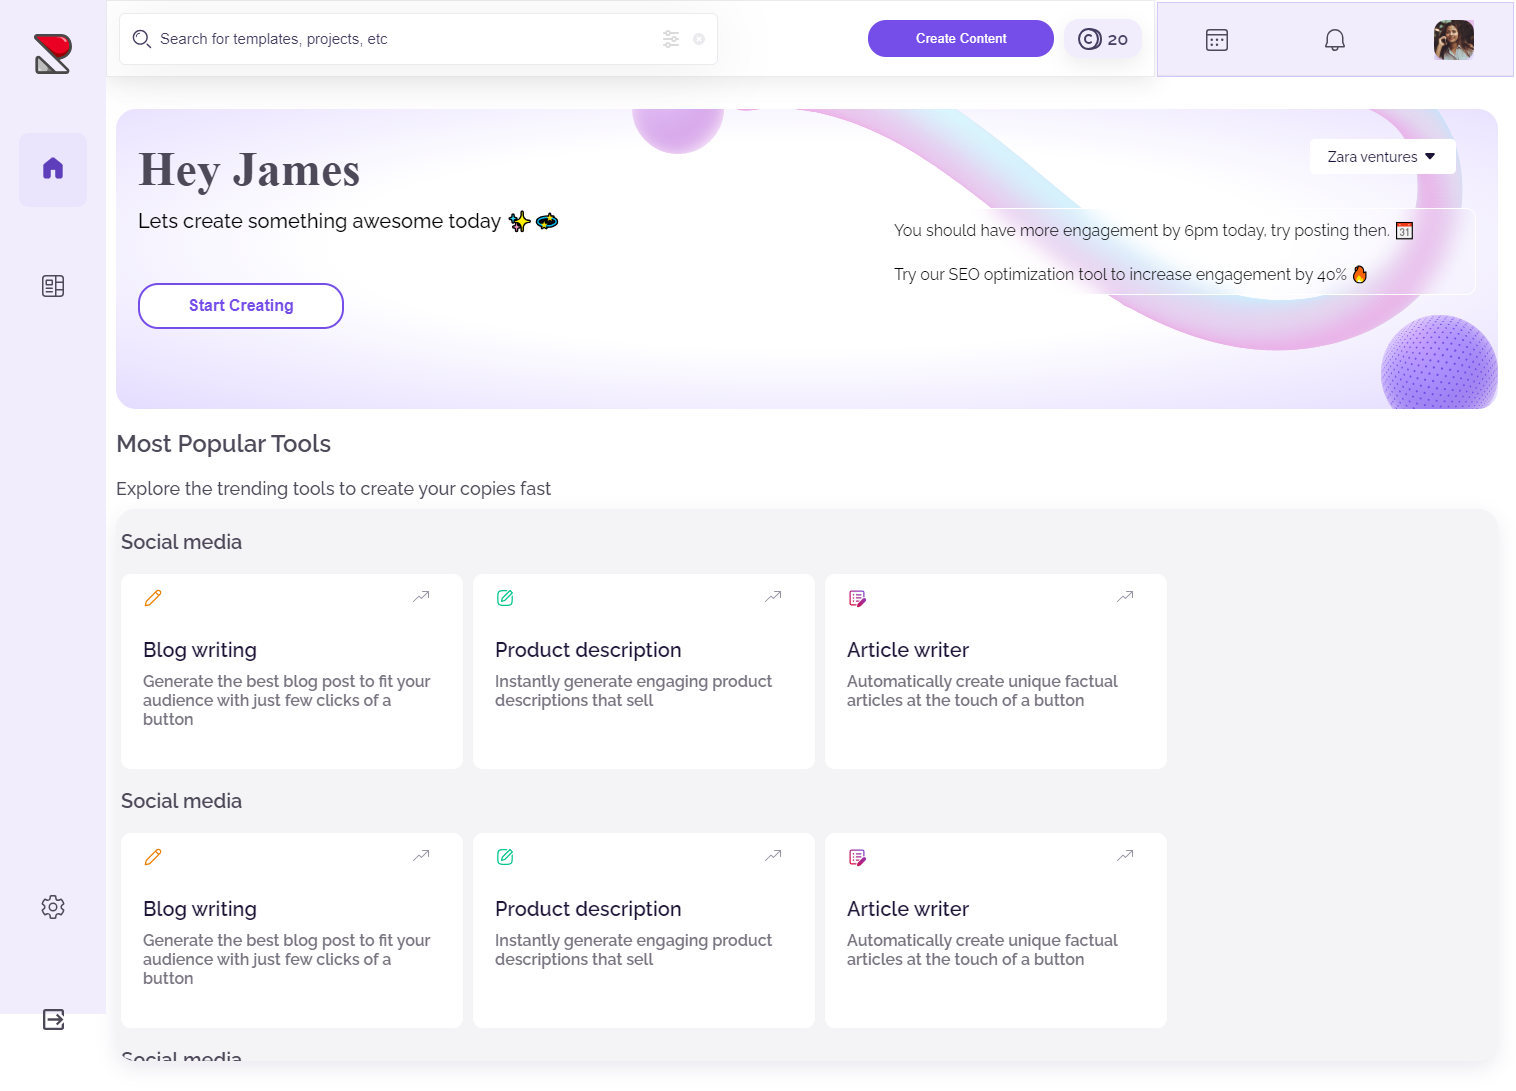 Search for templates, projects, etc
Create Content
20
Hey James
Lets create something awesome today
Zara ventures
You should have more engagement by 6pm today, try posting then.
Try our SEO optimization tool to increase engagement by 40%
Start Creating
Most Popular Tools
Explore the trending tools to create your copies fast
Social media
Blog writing
Generate the best blog post to fit your
audience with just few clicks of a
button
Product description
Instantly generate engaging product
descriptions that sell
Article writer
Automatically create unique factual
articles at the touch of a button
Social media
Blog writing
Generate the best blog post to fit your
audience with just few clicks of a
button
Product description
Instantly generate engaging product
descriptions that sell
Article writer
Automatically create unique factual
articles at the touch of a button
Social media